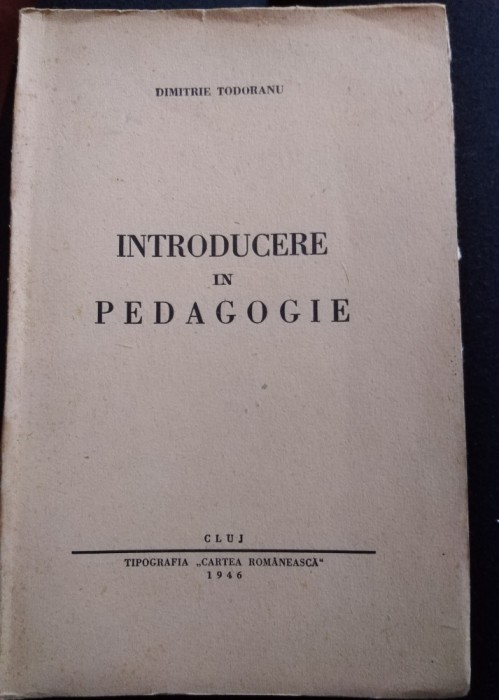 DIMITRIE TODORANU
INTRODUCERE
IN
PEDAGOGIE
CLUJ
TIPOGRAFIA „CARTEA ROMÂNEASCĂ"
1946